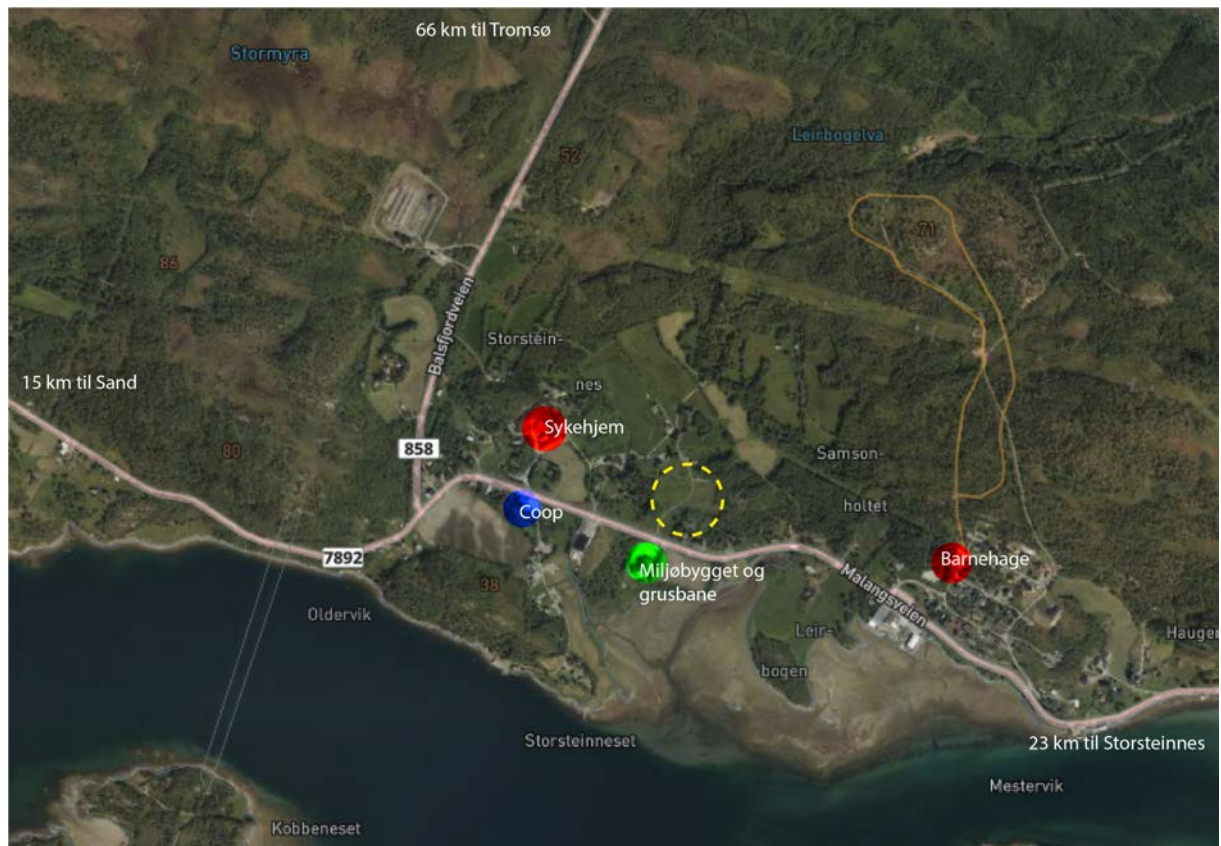 66 km til Tromsø
Stormyra
Leirbogelva
52
71
86
Balsfjordveien
Storstein-
nes
15 km til Sand
Sykehjem
858
80
Samson-
holtet
Coop
7892
Barnehage
Miljøbygget og
grusbane
38
Malangsveien
Oldervik
Leir-
bogen
Haugen
Storsteinneset
23 km til Storsteinnes
Mestervik
Kobbeneset